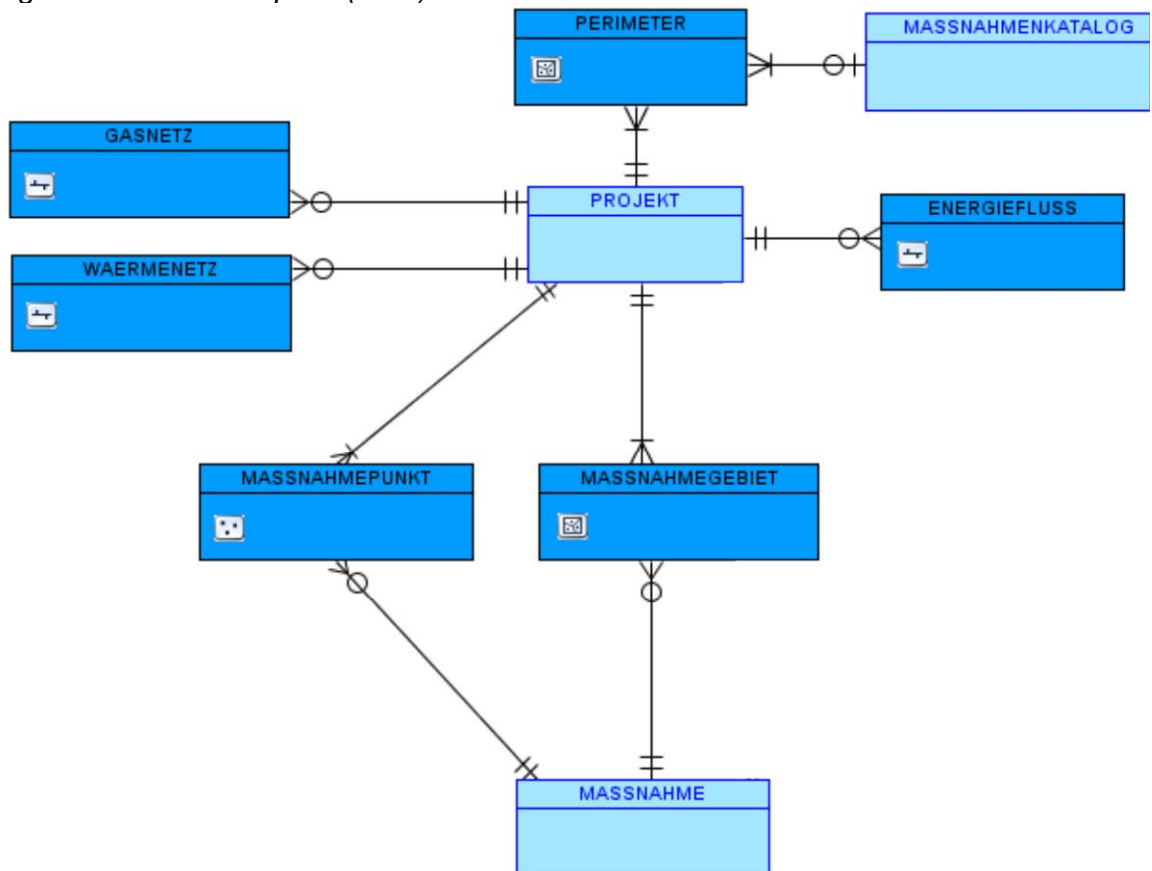 PERIMETER
MASSNAHMENKATALOG
GASNETZ
PROJEKT
ENERGIEFLUSS
WAERMENETZ
MASSNAHMEPUNKT
MASSNAHMEGEBIET
MASSNAHME